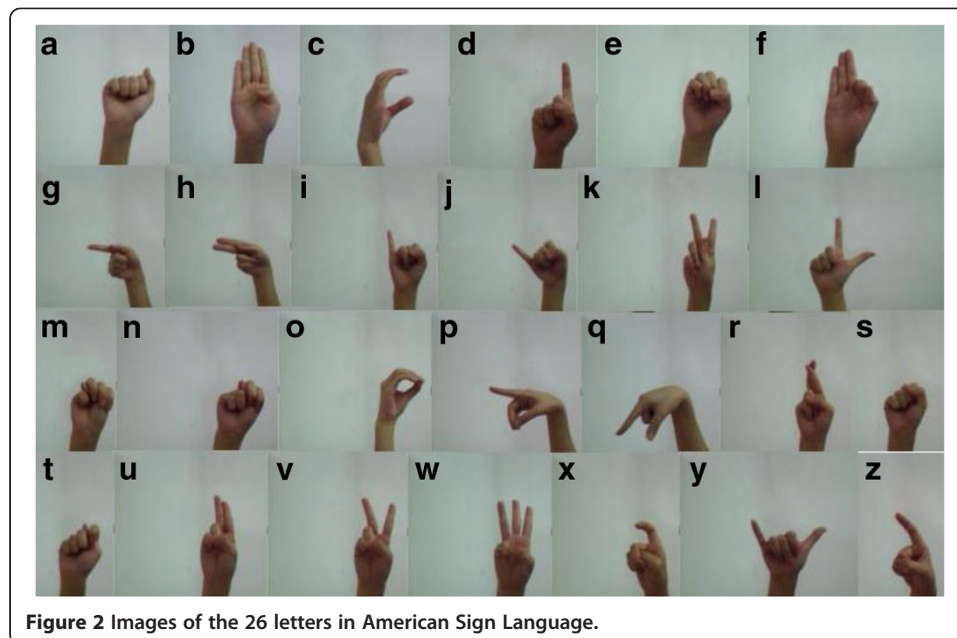 a b c d e f
g h i j k l
m n o p q r s
t u v w x y z
Figure 2 Images of the 26 letters in American Sign Language.